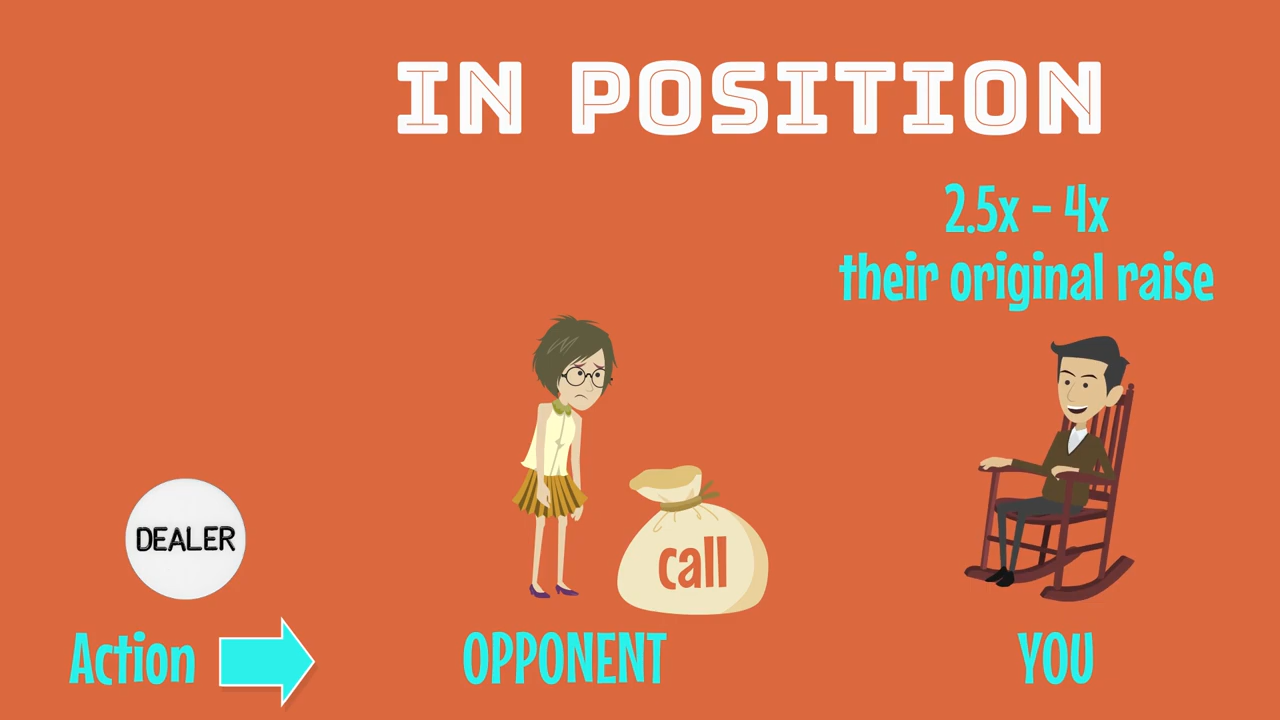 IN POSITION
2.5x - 4x
their original raise
DEALER
call
Action
OPPONENT
YOU